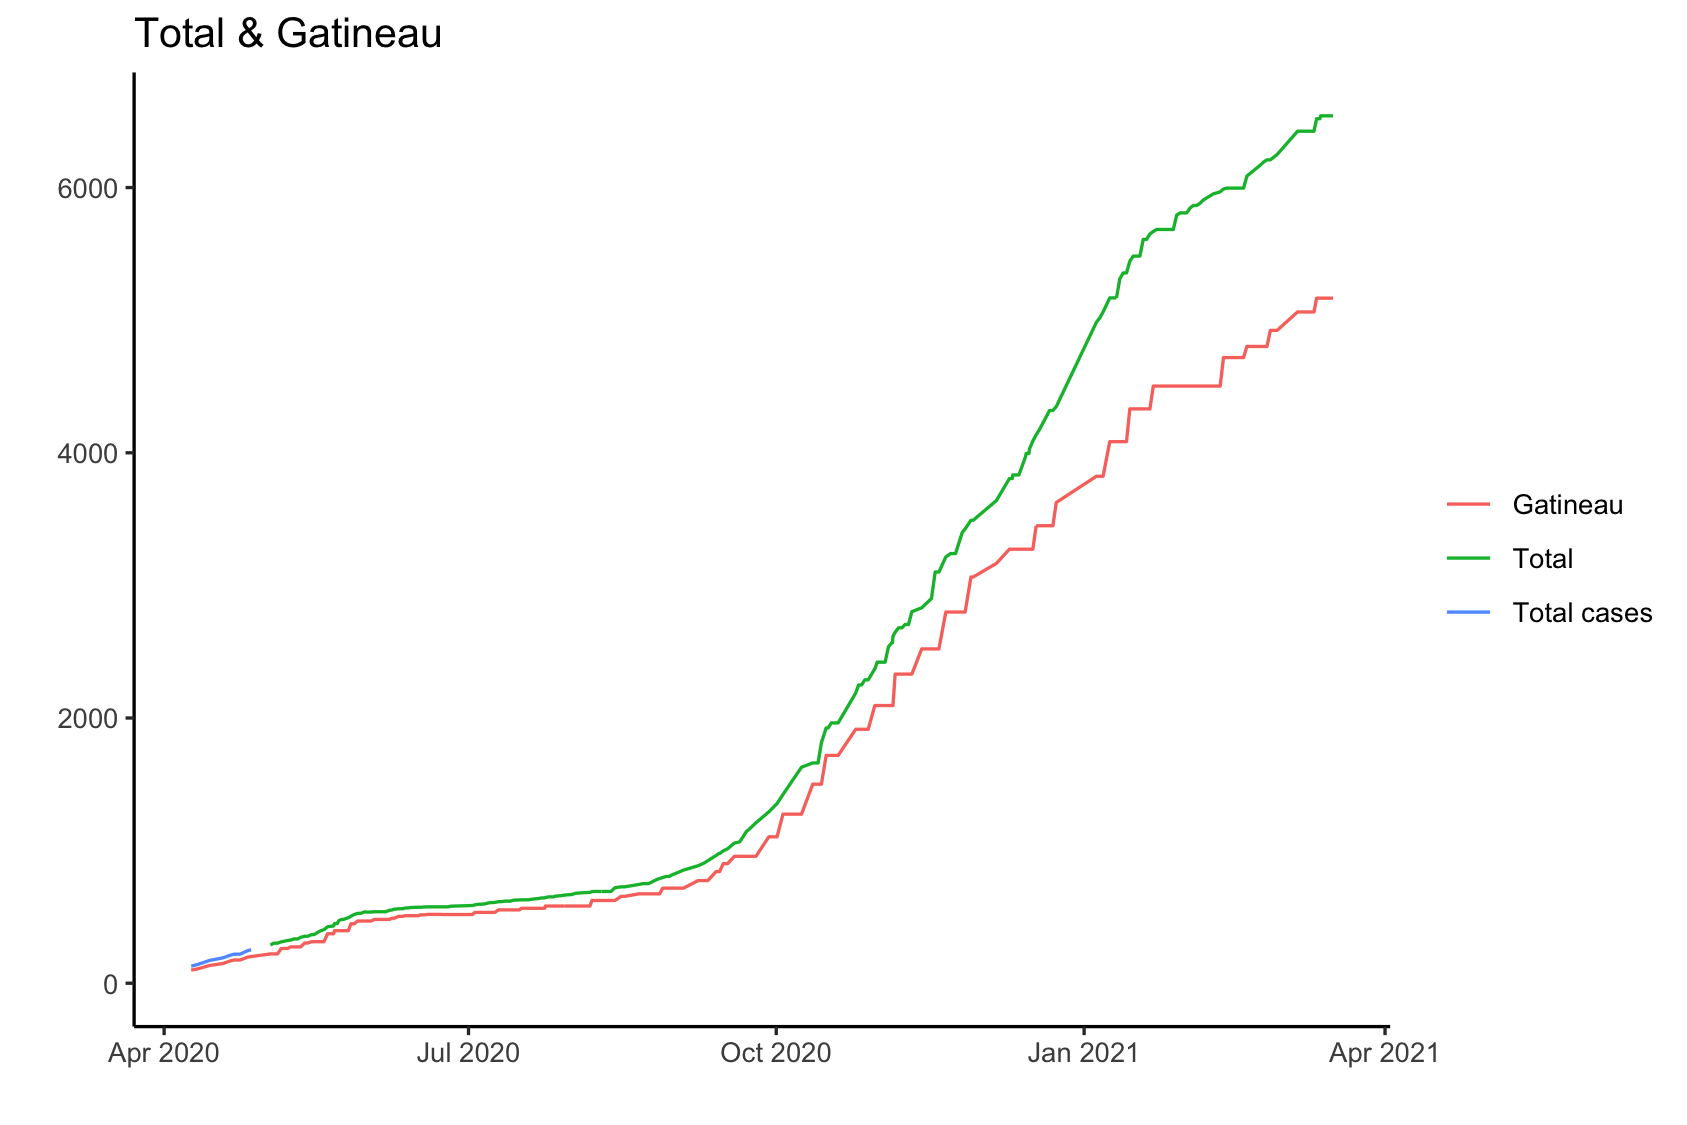 Total & Gatineau
6000
4000
2000
0
Apr 2020
Jul 2020
Oct 2020
Jan 2021
Apr 2021
Gatineau
Total
Total cases